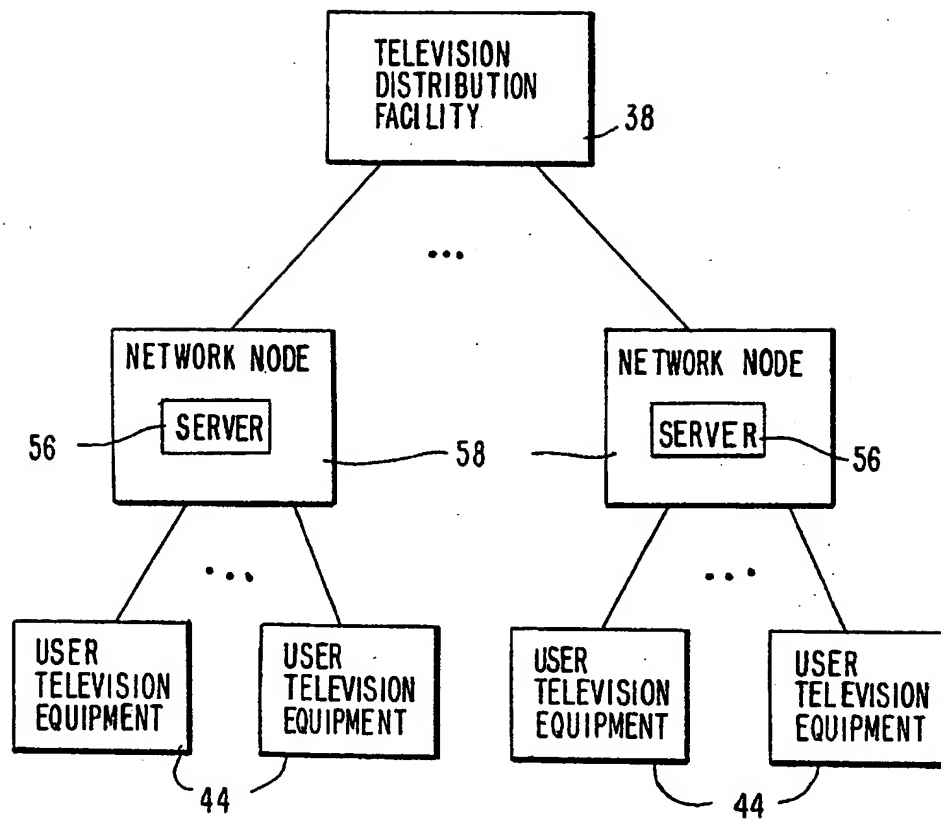 TELEVISION
DISTRIBUTION
FACILITY
38
...
NETWORK NODE
SERVER
56
58
NETWORK NODE
SERVER
56
...
...
USER
TELEVISION
EQUIPMENT
USER
TELEVISION
EQUIPMENT
44
USER
TELEVISION
EQUIPMENT
USER
TELEVISION
EQUIPMENT
44